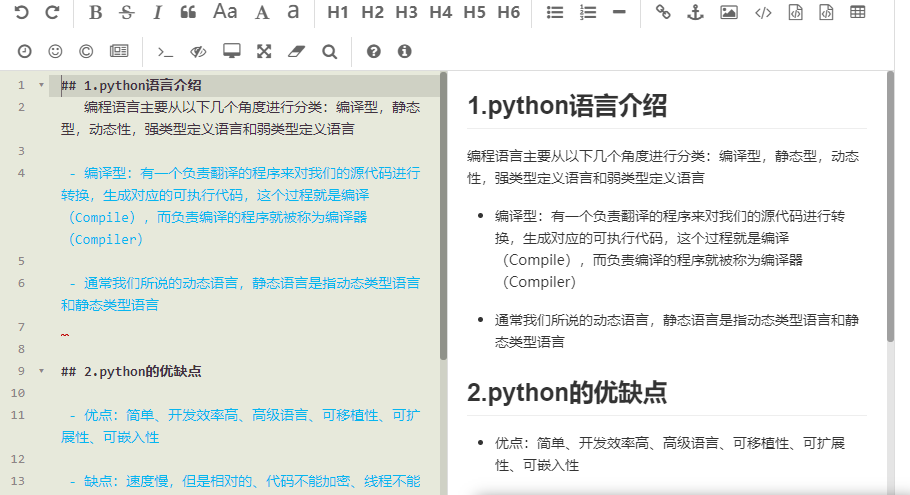 B S I Aa A a H1 H2 H3 H4 H5 H6
1 ## 1.python语言介绍
2 编程语言主要从以下几个角度进行分类：编译型，静态
型，动态性，强类型定义语言和弱类型定义语言
3
4 - 编译型：有一个负责翻译的程序来对我们的源代码进行
转换，生成对应的可执行代码，这个过程就是编译
（Compile），而负责编译的程序就被称为编译器
（Compiler）
5
6 - 通常我们所说的动态语言，静态语言是指动态类型语言
和静态类型语言
7
8
9 ## 2.python的优缺点
10
11 - 优点：简单、开发效率高、高级语言、可移植性、可扩
展性、可嵌入性
12
13 - 缺点：速度慢，但是相对的、代码不能加密、线程不能
1.python语言介绍
编程语言主要从以下几个角度进行分类：编译型，静态型，动态
性，强类型定义语言和弱类型定义语言
• 编译型：有一个负责翻译的程序来对我们的源代码进行转
换，生成对应的可执行代码，这个过程就是编译
（Compile），而负责编译的程序就被称为编译器
（Compiler）
• 通常我们所说的动态语言，静态语言是指动态类型语言和静
态类型语言
2.python的优缺点
• 优点：简单、开发效率高、高级语言、可移植性、可扩展
性、可嵌入性